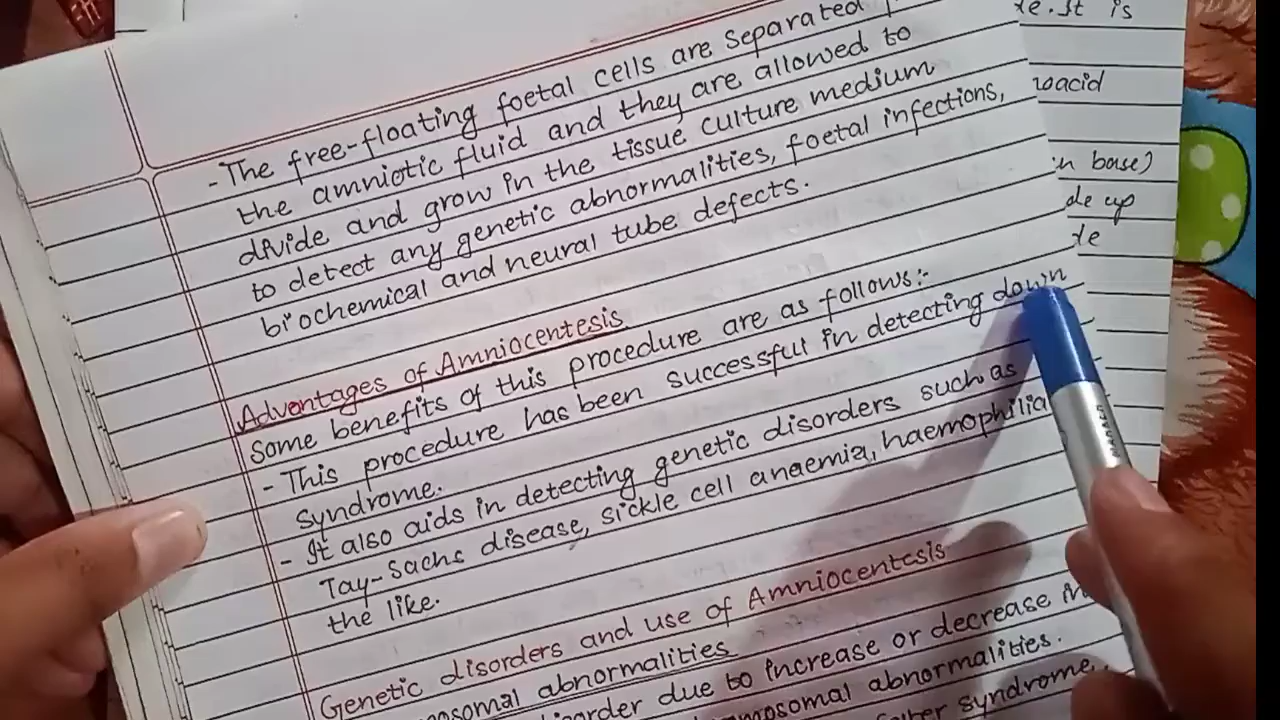 - The free-floating foetal cells are separated
the amniotic fluid and they are allowed to
divide and grow in the tissue culture medium
to detect any genetic abnormalities, foetal infections,
biochemical and neural tube defects.
Advantages of Amniocentesis
Some benefits of this procedure are as follows:-
- This procedure has been successful in detecting down
syndrome.
- It also aids in detecting genetic disorders such as
Tay-Sachs disease, sickle cell anaemia, haemophilia
the like.
Genetic disorders and use of Amniocentesis
abnormalities
due to increase or decrease in
abnormalities.
syndrome,
It is
in base)
de up
de